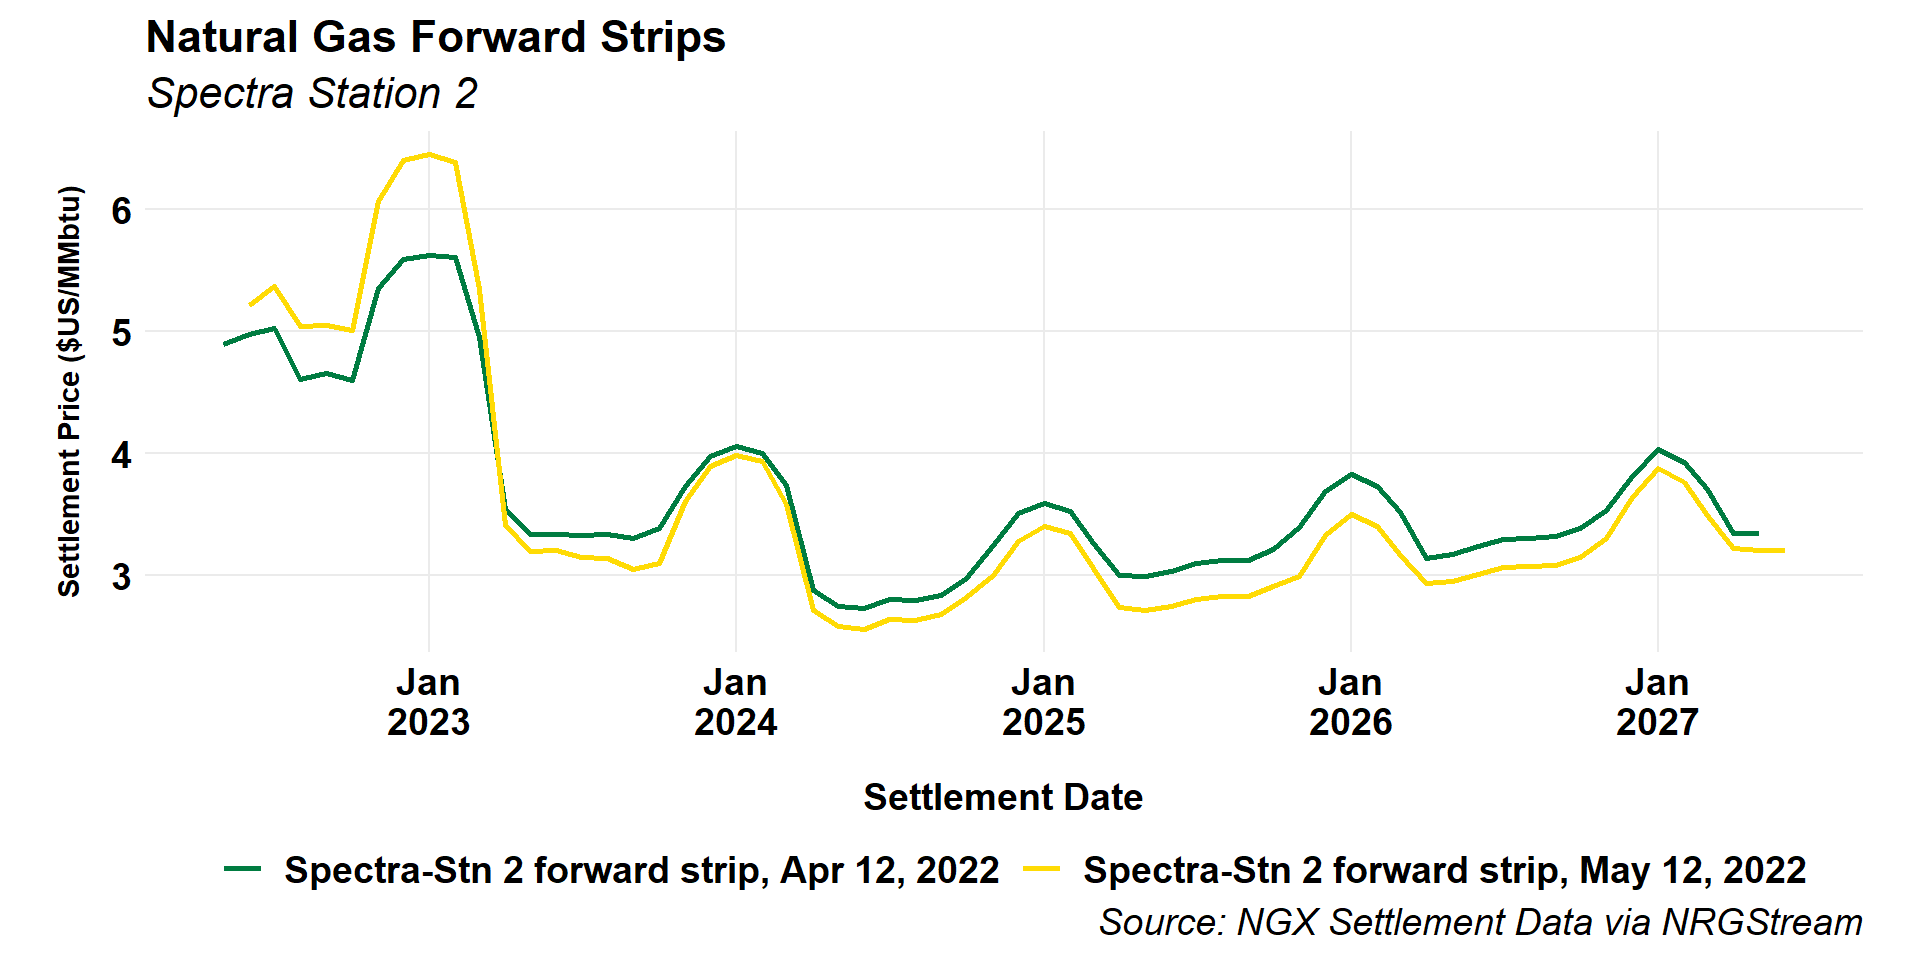 Natural Gas Forward Strips
Spectra Station 2
Settlement Price ($US/MMbtu)
6
5
4
3
Jan
2023
Jan
2024
Jan
2025
Jan
2026
Jan
2027
Settlement Date
Spectra-Stn 2 forward strip, Apr 12, 2022
Spectra-Stn 2 forward strip, May 12, 2022
Source: NGX Settlement Data via NRGStream